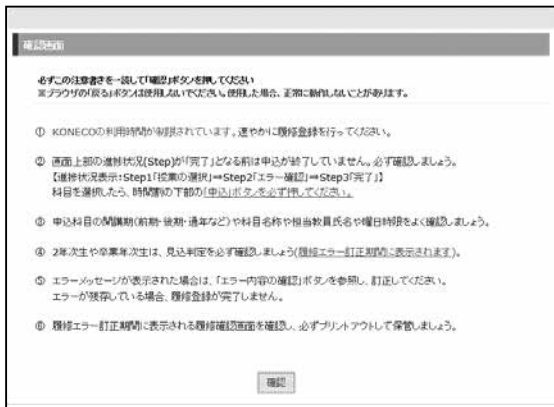 確認画面
必ずこの注意書きを一読して「確認」ボタンを押してください
※ブラウザの「戻る」ボタンは使用しないでください。使用した場合、正常に動作しないことがあります。
① KONECOの利用時間が制限されています。速やかに履修登録を行ってください。
② 画面上部の進捗状況(Step)が「完了」となる前は申込が終了していません。必ず確認しましょう。
【進捗状況表示:Step1「授業の選択」⇒Step2「エラー確認」⇒Step3「完了」】
科目を選択したら、時間割の下部の「申込」ボタンを必ず押してください。
③ 申込科目の開講期(前期・後期・通年など)や科目名称や担当教員氏名や曜日時限をよく確認しましょう。
④ 2年次生や卒業年次生は、見込判定を必ず確認しましょう(履修エラー訂正期間に表示されます)。
⑤ エラーメッセージが表示された場合は、「エラー内容の確認」ボタンを参照し、訂正してください。
エラーが残存している場合、履修登録が完了しません。
⑥ 履修エラー訂正期間に表示される履修確認画面を確認し、必ずプリントアウトして保管しましょう。
確認